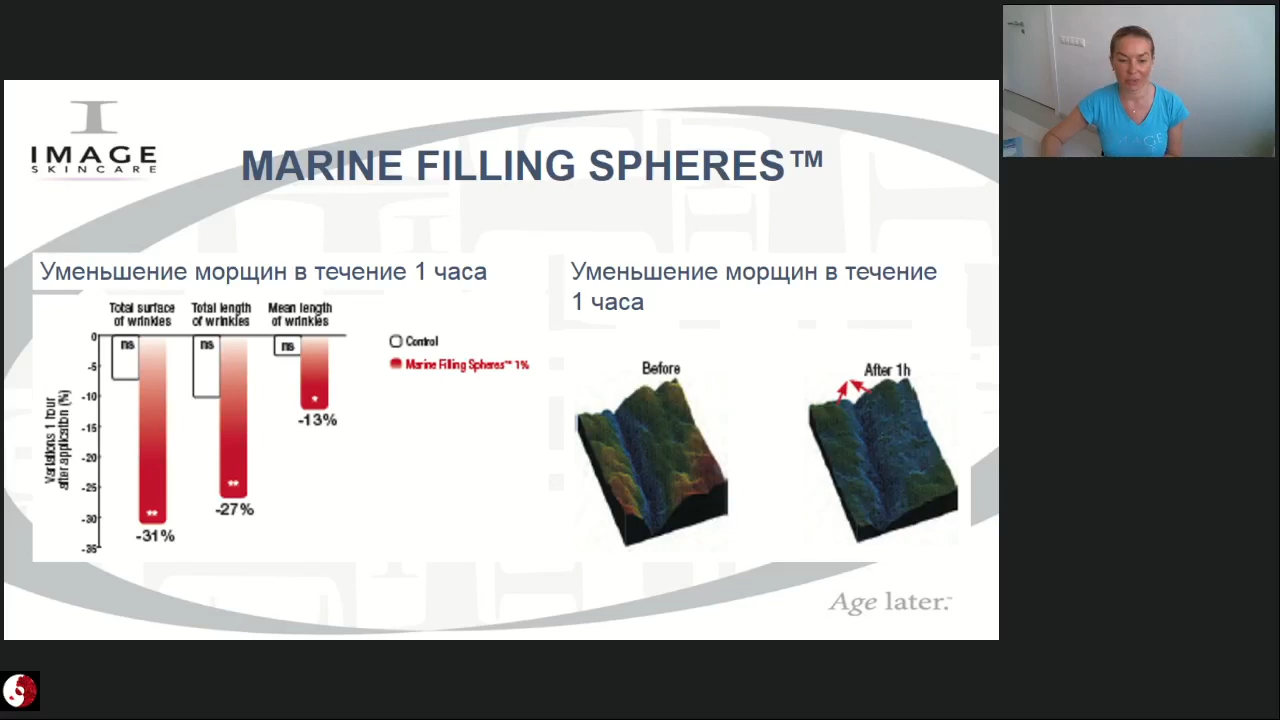 I
IMAGE
SKINCARE
MARINE FILLING SPHERES™
Уменьшение морщин в течение 1 часа
Total surface
of wrinkles
Total length
of wrinkles
Mean length
of wrinkles
0
-5
-10
-15
-20
-25
-30
-35
Variations 1 hour
after application (%)
ns
ns
ns
**
**
*
-31%
-27%
-13%
Control
Marine Filling Spheres™ 1%
Уменьшение морщин в течение
1 часа
Before
After 1h
Age later.™